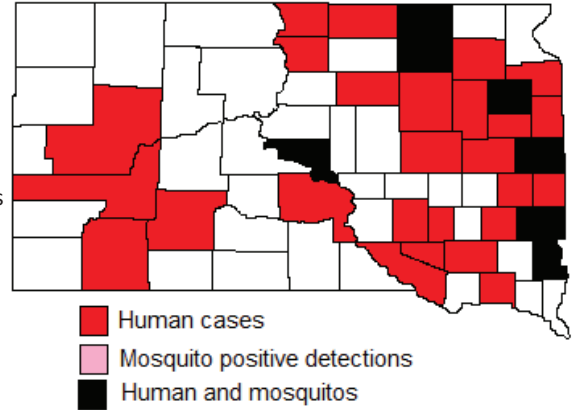 s
Human cases
Mosquito positive detections
Human and mosquitos